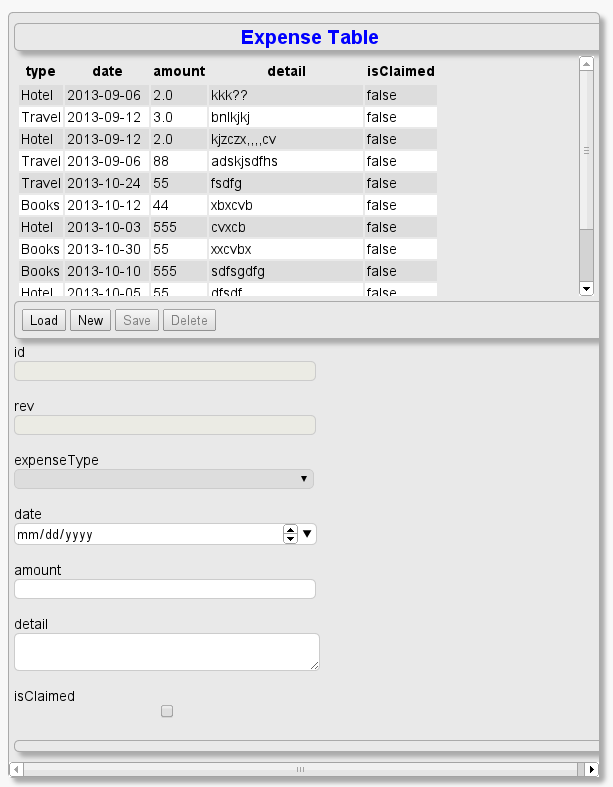 Expense Table
type date amount detail isClaimed
Hotel 2013-09-06 2.0 kkk?? false
Travel 2013-09-12 3.0 bnlkjkj false
Hotel 2013-09-12 2.0 kjzczx,,,,cv false
Travel 2013-09-06 88 adskjsdfhs false
Travel 2013-10-24 55 fsdfg false
Books 2013-10-12 44 xbxcvb false
Hotel 2013-10-03 555 cvxcb false
Books 2013-10-30 55 xxcvbx false
Books 2013-10-10 555 sdfsgdfg false
Hotel 2013-10-05 55 dfsdf false
Load New Save Delete
id
rev
expenseType
date
mm/dd/yyyy
amount
detail
isClaimed